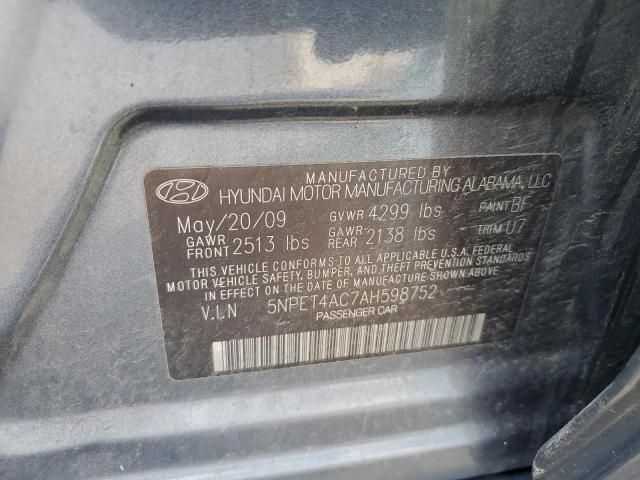 MANUFACTURED BY
HYUNDAI MOTOR MANUFACTURING ALABAMA, LLC
May/20/09 GVWR 4299 lbs PAINT BF
GAWR FRONT 2513 lbs GAWR REAR 2138 lbs TRIM U7
THIS VEHICLE CONFORMS TO ALL APPLICABLE U.S.A. FEDERAL
MOTOR VEHICLE SAFETY, BUMPER, AND THEFT PREVENTION
STANDARDS IN EFFECT ON THE DATE OF MANUFACTURE SHOWN ABOVE.
V.I.N 5NPET4AC7AH598752
PASSENGER CAR